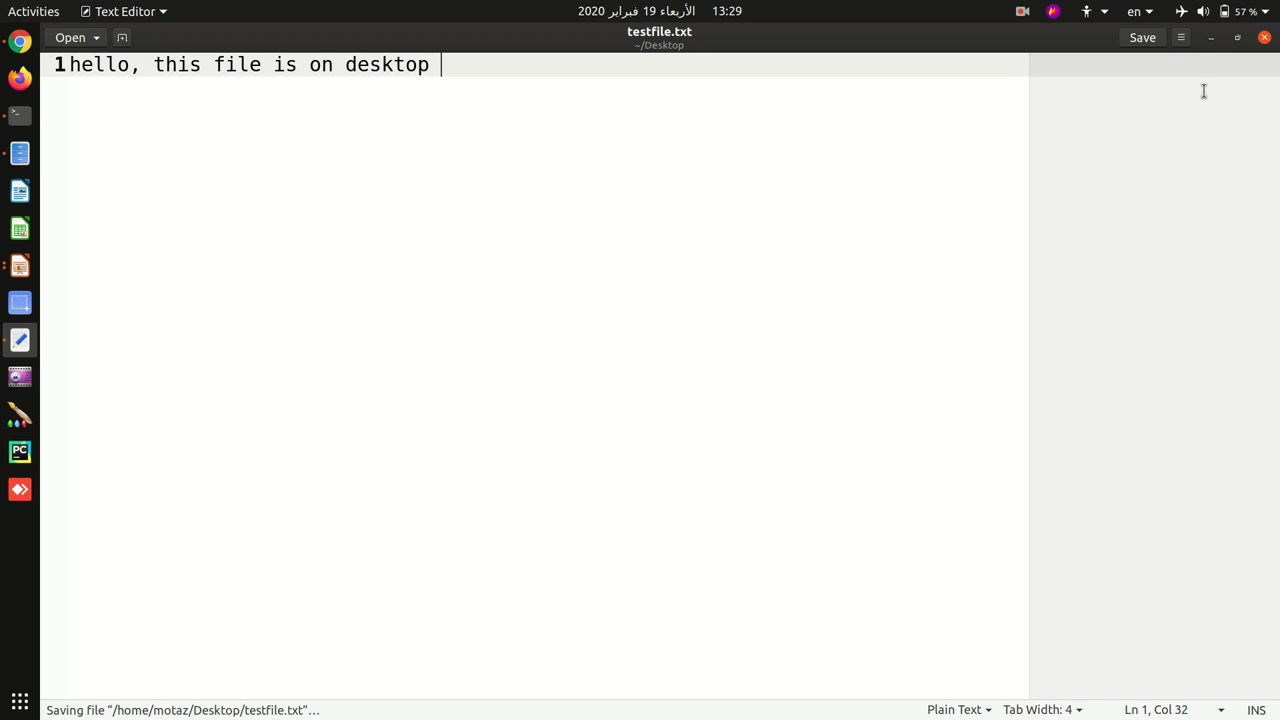 Activities Text Editor الأربعاء 19 فبراير 2020 13:29 en 57 %
Open testfile.txt Save
~/Desktop
1 hello, this file is on desktop
PC
Saving file “/home/motaz/Desktop/testfile.txt”… Plain Text Tab Width: 4 Ln 1, Col 32 INS